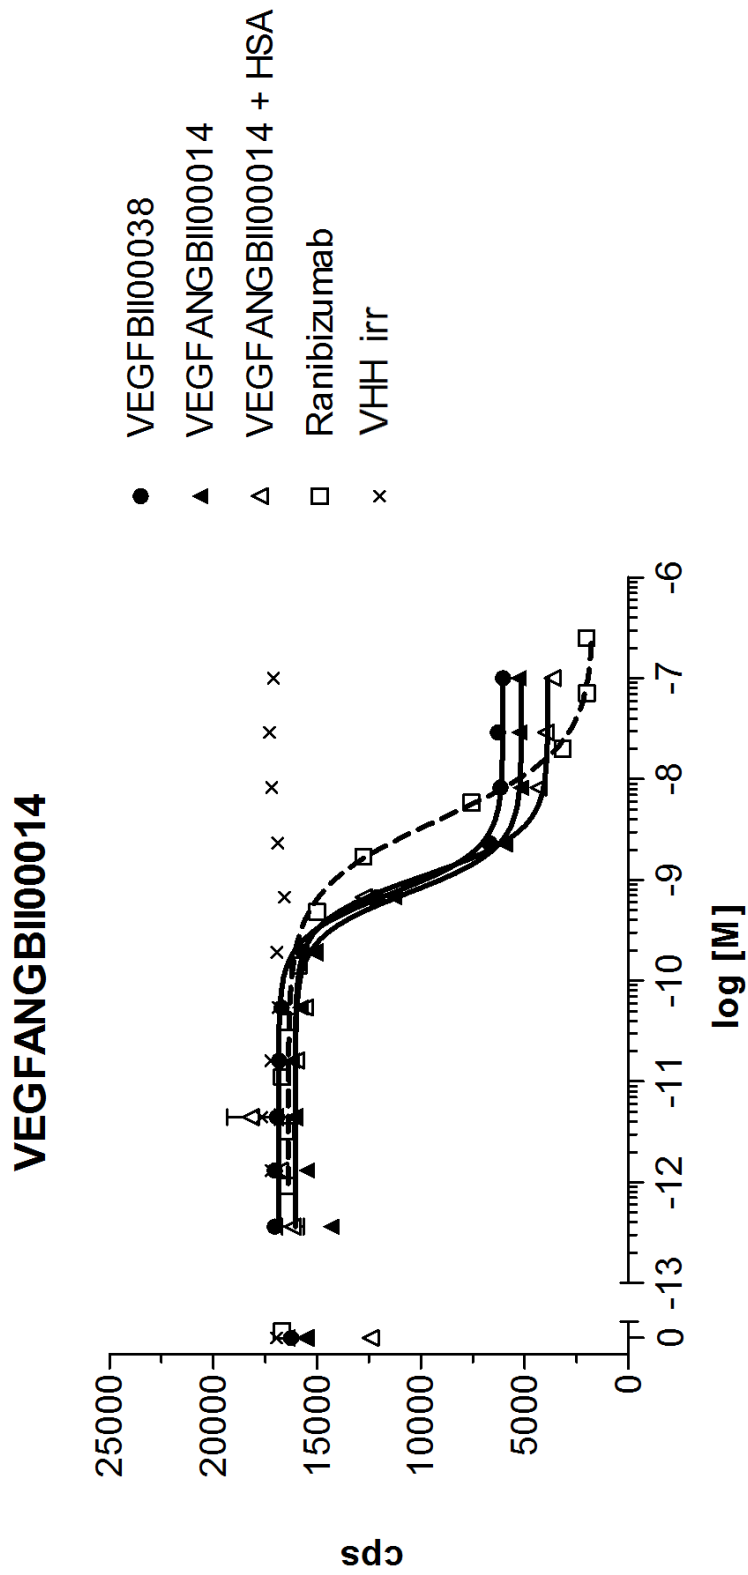 VEGFANGBII00014
cps
25000
20000
15000
10000
5000
0
0 -13 -12 -11 -10 -9 -8 -7 -6
log [M]
VEGFBII00038
VEGFANGBII00014
VEGFANGBII00014 + HSA
Ranibizumab
VHH irr